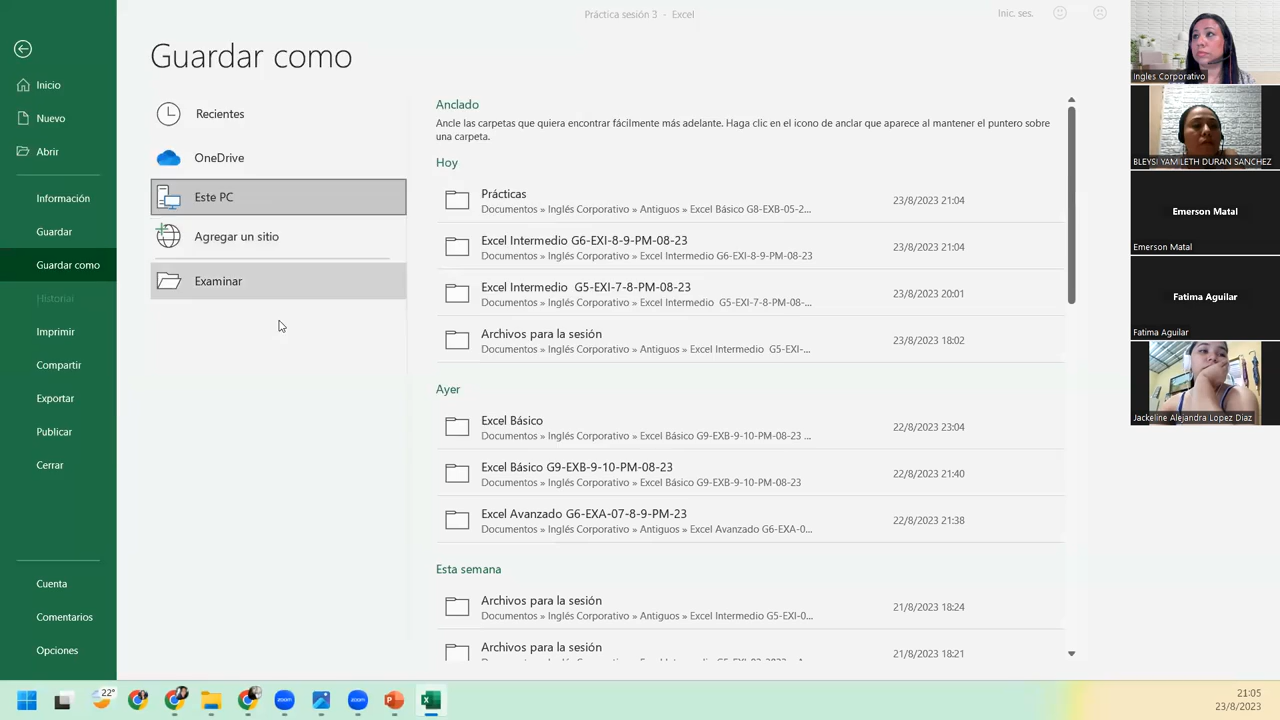 Práctica sesión 3 - Excel
Inic. ses.
Guardar como
Inicio
Nuevo
Abrir
Información
Guardar
Guardar como
Historial
Imprimir
Compartir
Exportar
Publicar
Cerrar
Cuenta
Comentarios
Opciones
Recientes
OneDrive
Este PC
Agregar un sitio
Examinar
Anclado
Ancle las carpetas que quiera encontrar fácilmente más adelante. Haga clic en el icono de anclar que aparece al mantener el puntero sobre
una carpeta.
Hoy
Prácticas
Documentos » Inglés Corporativo » Antiguos » Excel Básico G8-EXB-05-2...
23/8/2023 21:04
Excel Intermedio G6-EXI-8-9-PM-08-23
Documentos » Inglés Corporativo » Excel Intermedio G6-EXI-8-9-PM-08-23
23/8/2023 21:04
Excel Intermedio  G5-EXI-7-8-PM-08-23
Documentos » Inglés Corporativo » Excel Intermedio  G5-EXI-7-8-PM-08-...
23/8/2023 20:01
Archivos para la sesión
Documentos » Inglés Corporativo » Antiguos » Excel Intermedio  G5-EXI-...
23/8/2023 18:02
Ayer
Excel Básico
Documentos » Inglés Corporativo » Excel Básico G9-EXB-9-10-PM-08-23 ...
22/8/2023 23:04
Excel Básico G9-EXB-9-10-PM-08-23
Documentos » Inglés Corporativo » Excel Básico G9-EXB-9-10-PM-08-23
22/8/2023 21:40
Excel Avanzado G6-EXA-07-8-9-PM-23
Documentos » Inglés Corporativo » Antiguos » Excel Avanzado G6-EXA-0...
22/8/2023 21:38
Esta semana
Archivos para la sesión
Documentos » Inglés Corporativo » Antiguos » Excel Intermedio G5-EXI-0...
21/8/2023 18:24
Archivos para la sesión
21/8/2023 18:21
Ingles Corporativo
BLEYSI YAMILETH DURAN SANCHEZ
Emerson Matal
Emerson Matal
Fatima Aguilar
Fatima Aguilar
Jackeline Alejandra Lopez Diaz
22°
zoom
zoom
21:05
23/8/2023